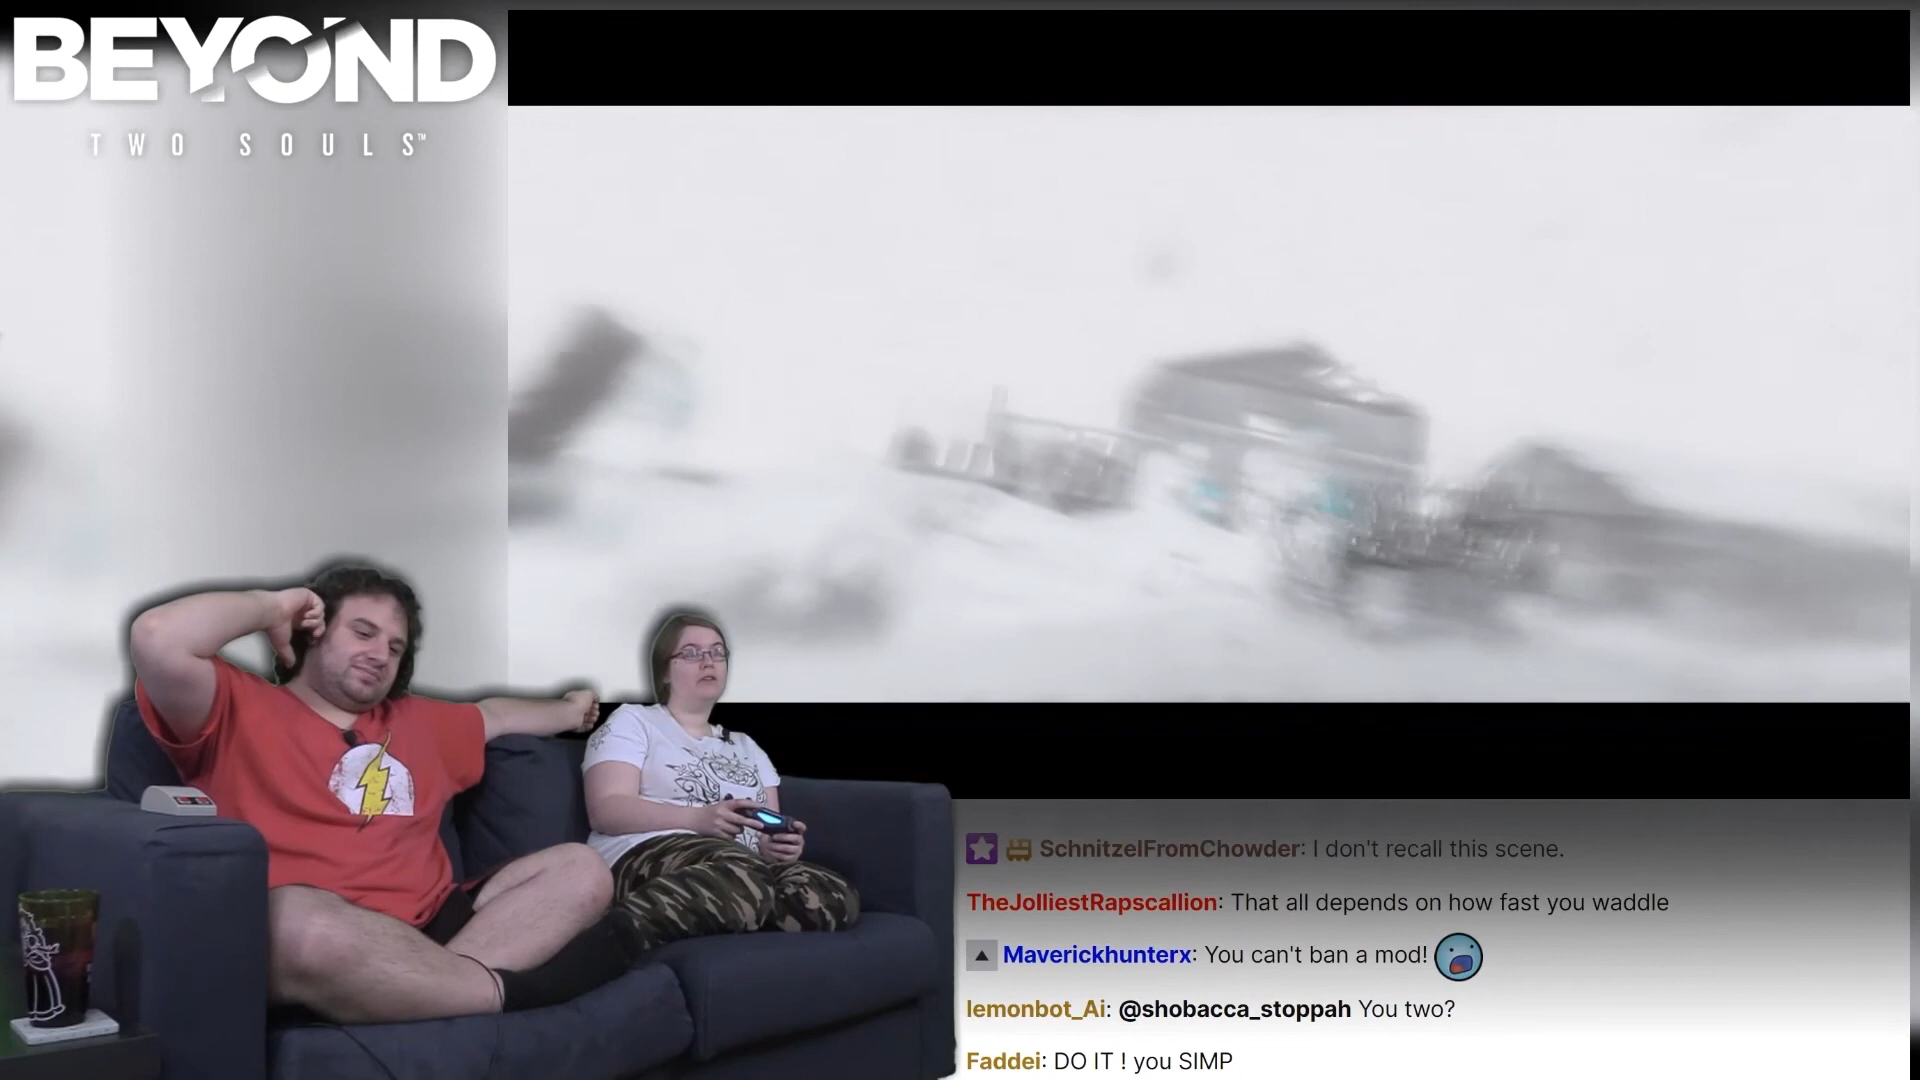 BEYOND
TWO SOULS™
SchnitzelFromChowder: I don't recall this scene.
TheJolliestRapscallion: That all depends on how fast you waddle
Maverickhunterx: You can't ban a mod!
lemonbot_Ai: @shobacca_stoppah You two?
Faddei: DO IT ! you SIMP